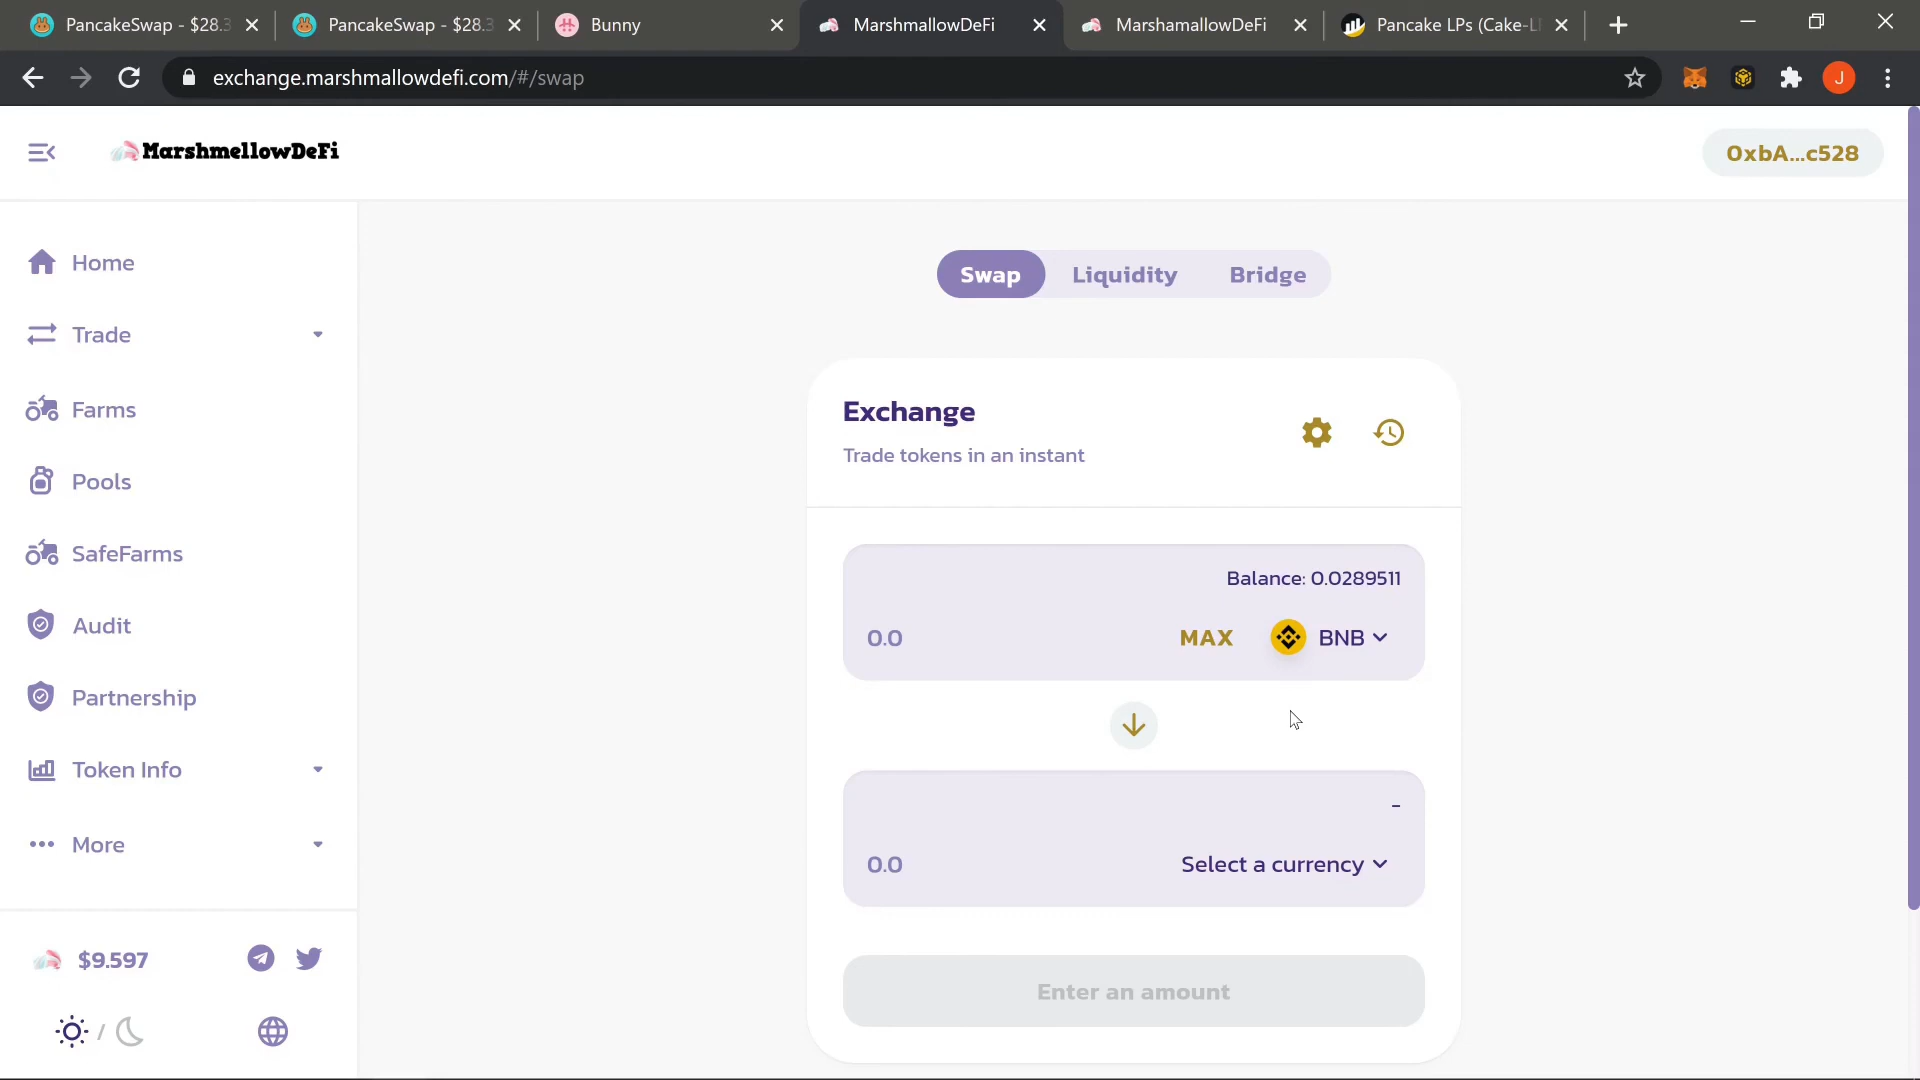 PancakeSwap - $28.3
PancakeSwap - $28.3
Bunny
MarshmallowDeFi
MarshamallowDeFi
Pancake LPs (Cake-L
exchange.marshmallowdefi.com/#/swap
J
MarshmellowDeFi
0xbA...c528
Home
Trade
Farms
Pools
SafeFarms
Audit
Partnership
Token Info
More
$9.597
/
Swap
Liquidity
Bridge
Exchange
Trade tokens in an instant
Balance: 0.0289511
0.0
MAX
BNB
-
0.0
Select a currency
Enter an amount